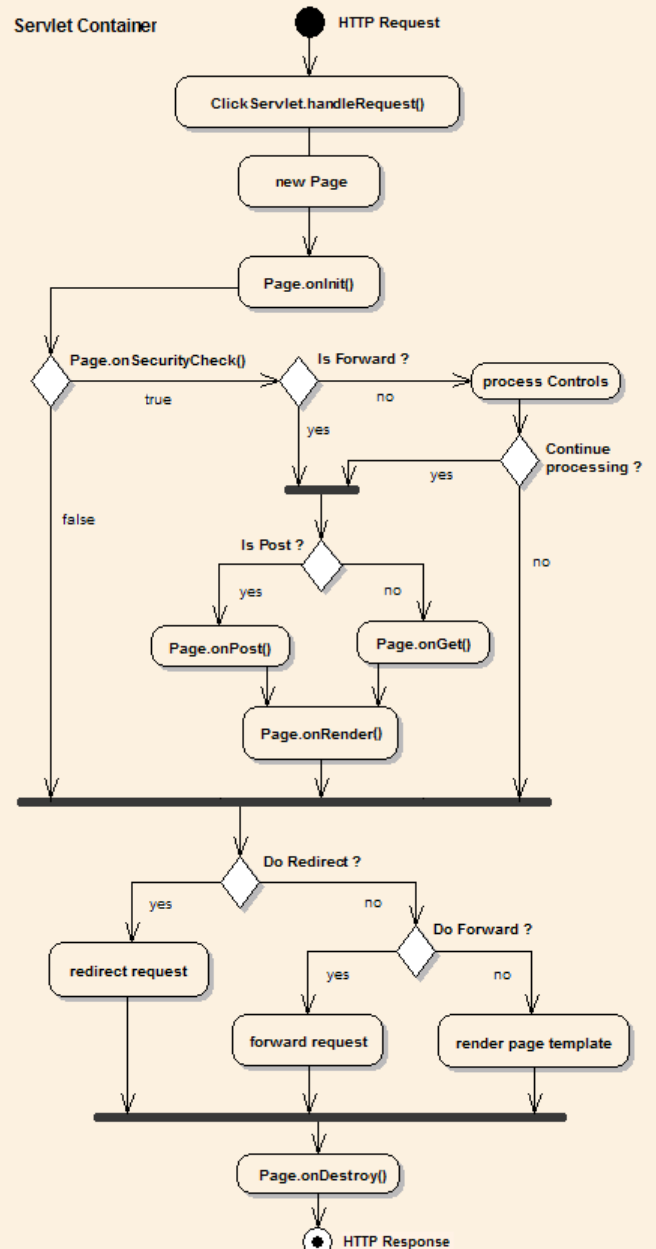 Servlet Container
HTTP Request
ClickServlet.handleRequest()
new Page
Page.onInit()
Page.onSecurityCheck()
Is Forward ?
process Controls
true
no
yes
Continue
processing ?
yes
false
Is Post ?
no
yes
no
Page.onPost()
Page.onGet()
Page.onRender()
Do Redirect ?
yes
no
Do Forward ?
redirect request
yes
no
forward request
render page template
Page.onDestroy()
HTTP Response